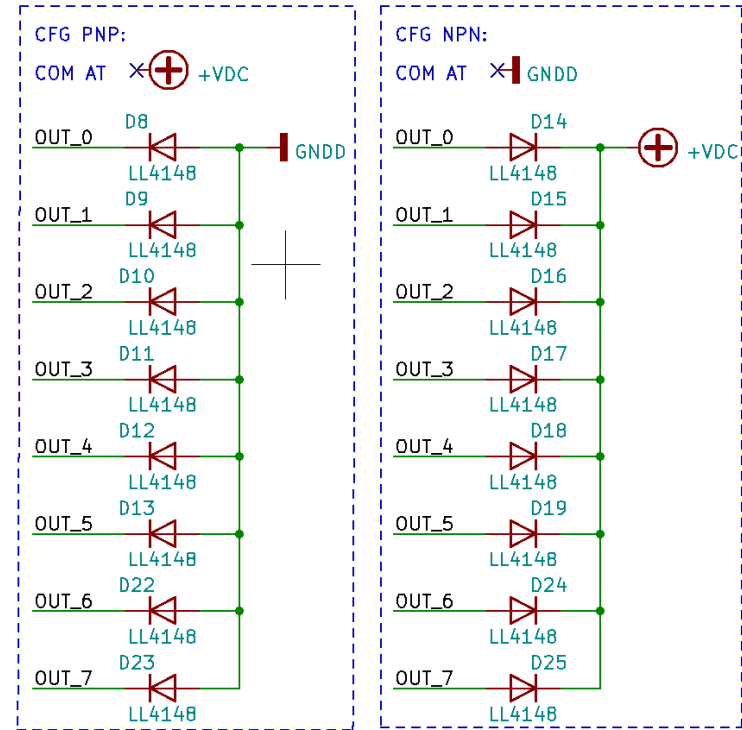 CFG PNP:
COM AT +VDC
D8
OUT_0
GNDD
LL4148
D9
OUT_1
LL4148
D10
OUT_2
LL4148
D11
OUT_3
LL4148
D12
OUT_4
LL4148
D13
OUT_5
LL4148
D22
OUT_6
LL4148
D23
OUT_7
LL4148
CFG NPN:
COM AT GNDD
D14
OUT_0
+VDC
LL4148
D15
OUT_1
LL4148
D16
OUT_2
LL4148
D17
OUT_3
LL4148
D18
OUT_4
LL4148
D19
OUT_5
LL4148
D24
OUT_6
LL4148
D25
OUT_7
LL4148